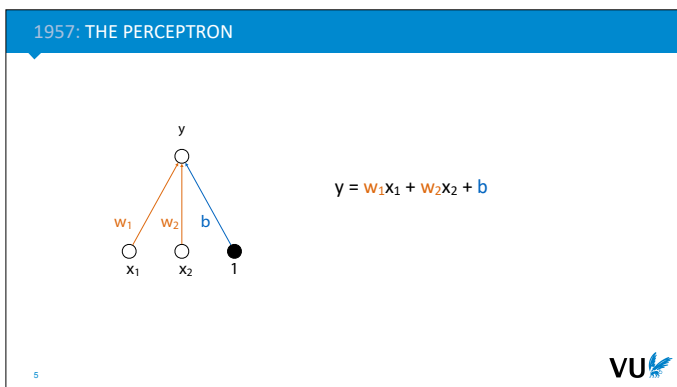 1957: THE PERCEPTRON
y
y = w₁x₁ + w₂x₂ + b
w₁ w₂ b
x₁ x₂ 1
5
VU